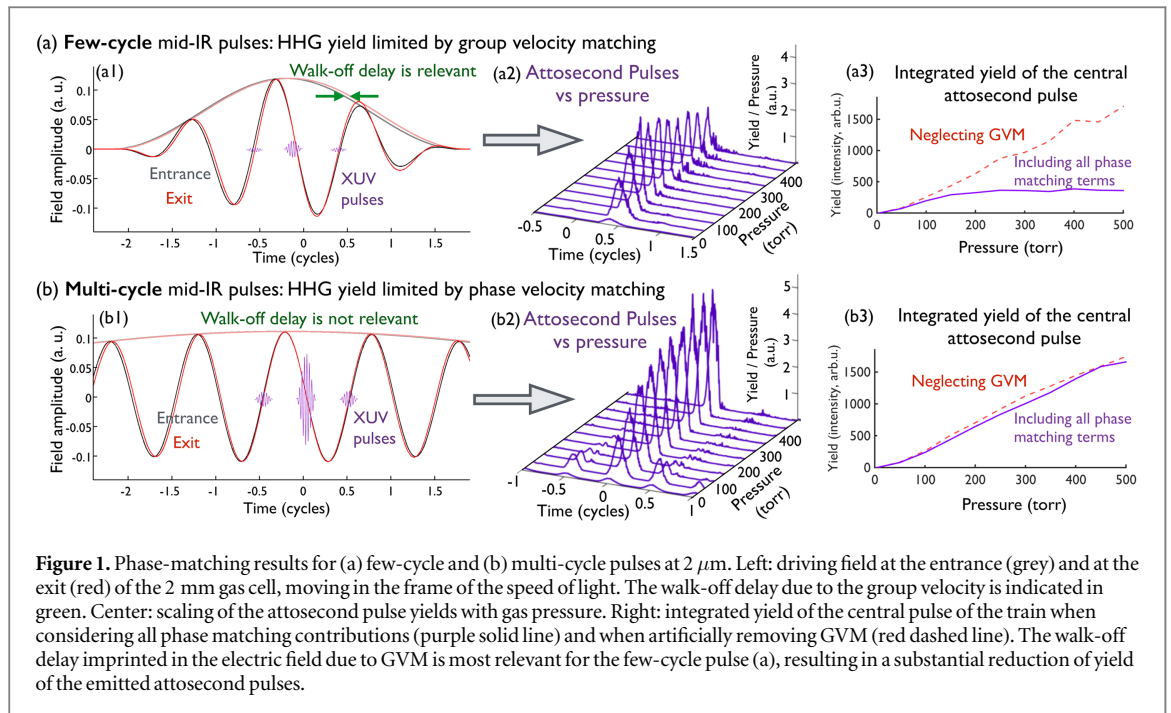 (a) Few-cycle mid-IR pulses: HHG yield limited by group velocity matching
(a1)
Walk-off delay is relevant
Field amplitude (a. u.)
0.1
0.05
0
-0.05
-0.1
Entrance
Exit
XUV
pulses
-2 -1.5 -1 -0.5 0 0.5 1 1.5
Time (cycles)
(a2) Attosecond Pulses
vs pressure
Yield / Pressure
(a.u.)
4
3
2
1
-0.5 0 0.5 1 1.5
Time (cycles)
0 100 200 300 400
Pressure
(torr)
(a3) Integrated yield of the central
attosecond pulse
Yield (intensity, arb.u.)
1500
1000
500
0
Neglecting GVM
Including all phase
matching terms
0 100 200 300 400 500
Pressure (torr)
(b) Multi-cycle mid-IR pulses: HHG yield limited by phase velocity matching
(b1)
Walk-off delay is not relevant
Field amplitude (a. u.)
0.1
0.05
0
-0.05
-0.1
Entrance
Exit
XUV
pulses
-2 -1.5 -1 -0.5 0 0.5 1 1.5
Time (cycles)
(b2) Attosecond Pulses
vs pressure
Yield / Pressure
(a.u.)
5
4
3
2
1
-1 -0.5 0 0.5 1
Time (cycles)
0 100 200 300 400
Pressure
(torr)
(b3) Integrated yield of the central
attosecond pulse
Yield (intensity, arb.u.)
1500
1000
500
0
Neglecting GVM
Including all phase
matching terms
0 100 200 300 400 500
Pressure (torr)
Figure 1. Phase-matching results for (a) few-cycle and (b) multi-cycle pulses at 2 μm. Left: driving field at the entrance (grey) and at the
exit (red) of the 2 mm gas cell, moving in the frame of the speed of light. The walk-off delay due to the group velocity is indicated in
green. Center: scaling of the attosecond pulse yields with gas pressure. Right: integrated yield of the central pulse of the train when
considering all phase matching contributions (purple solid line) and when artificially removing GVM (red dashed line). The walk-off
delay imprinted in the electric field due to GVM is most relevant for the few-cycle pulse (a), resulting in a substantial reduction of yield
of the emitted attosecond pulses.